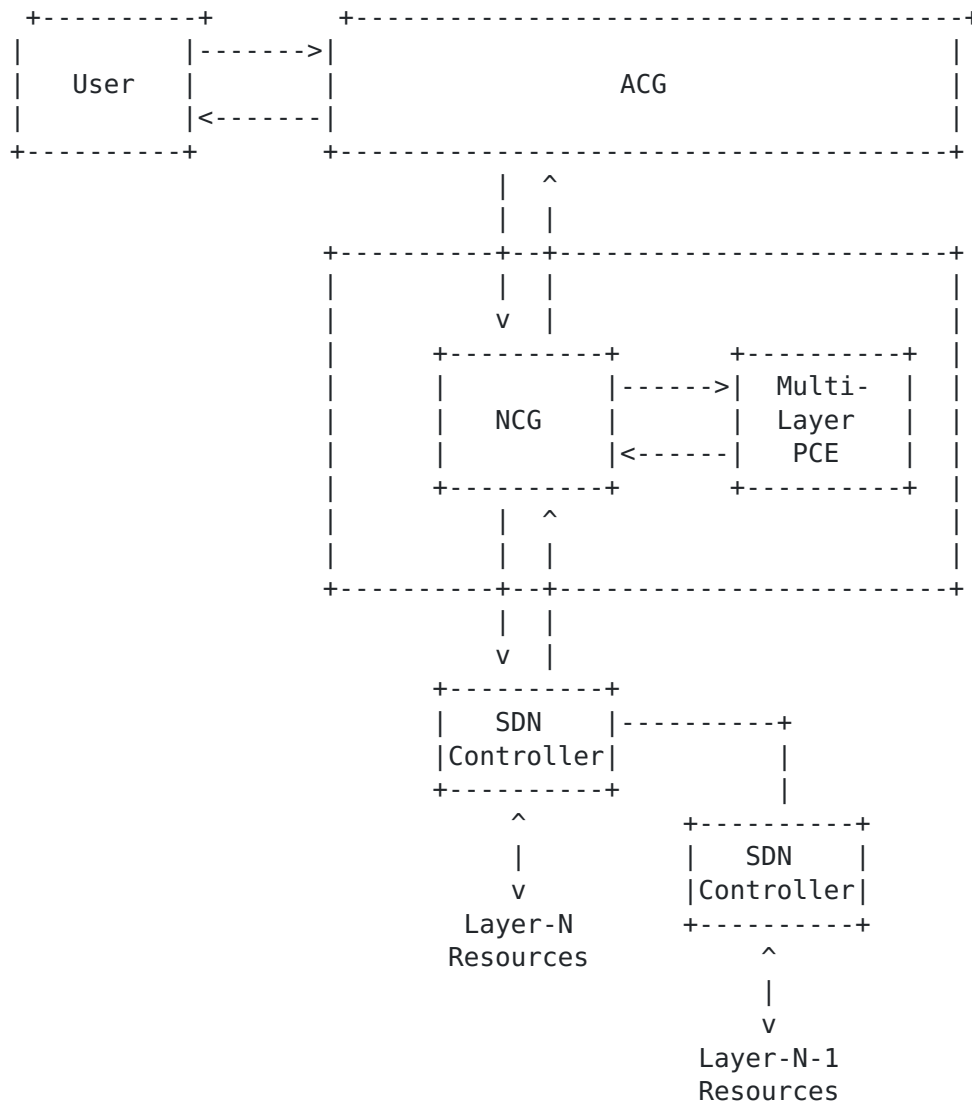 User
ACG
NCG
Multi-
Layer
PCE
SDN
Controller
SDN
Controller
Layer-N
Resources
Layer-N-1
Resources